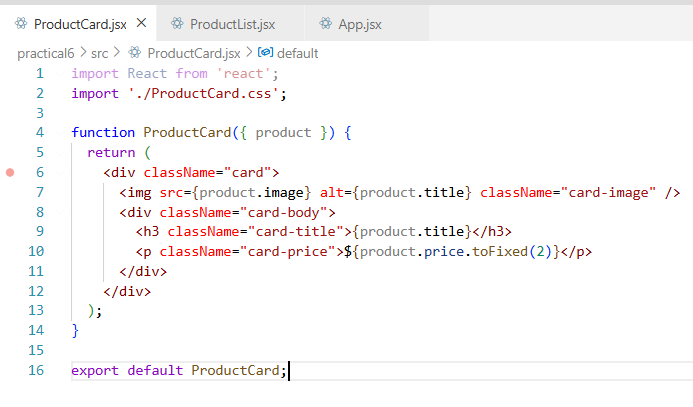 ProductCard.jsx ProductList.jsx App.jsx
practical6 > src > ProductCard.jsx > default
1 import React from 'react';
2 import './ProductCard.css';
3
4 function ProductCard({ product }) {
5   return (
6     <div className="card">
7       <img src={product.image} alt={product.title} className="card-image" />
8       <div className="card-body">
9         <h3 className="card-title">{product.title}</h3>
10         <p className="card-price">${product.price.toFixed(2)}</p>
11       </div>
12     </div>
13   );
14 }
15
16 export default ProductCard;